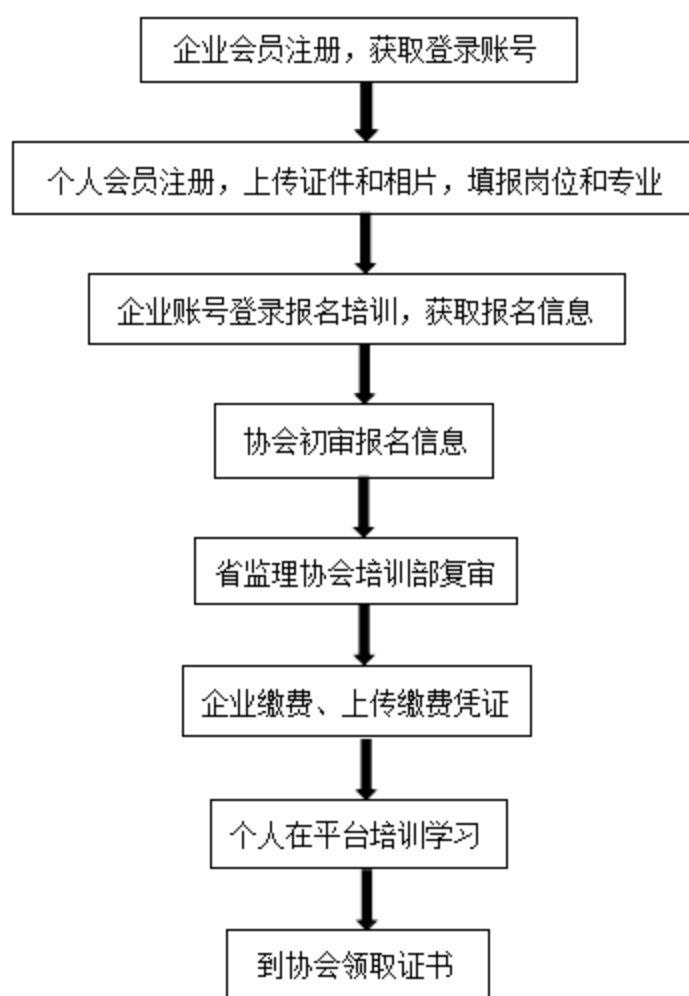 企业会员注册，获取登录账号
个人会员注册，上传证件和相片，填报岗位和专业
企业账号登录报名培训，获取报名信息
协会初审报名信息
省监理协会培训部复审
企业缴费、上传缴费凭证
个人在平台培训学习
到协会领取证书